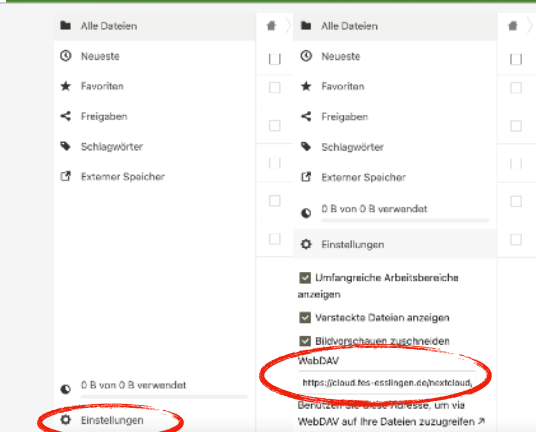 Alle Dateien
Neueste
Favoriten
Freigaben
Schlagwörter
Externer Speicher
0 B von 0 B verwendet
Einstellungen
Alle Dateien
Neueste
Favoriten
Freigaben
Schlagwörter
Externer Speicher
0 B von 0 B verwendet
Einstellungen
Umfangreiche Arbeitsbereiche
anzeigen
Versteckte Dateien anzeigen
Bildvorschauen zuschneiden
WebDAV
https://cloud.fes-esslingen.de/nextcloud/
Benutzen Sie diese Adresse, um via
WebDAV auf Ihre Dateien zuzugreifen ↗